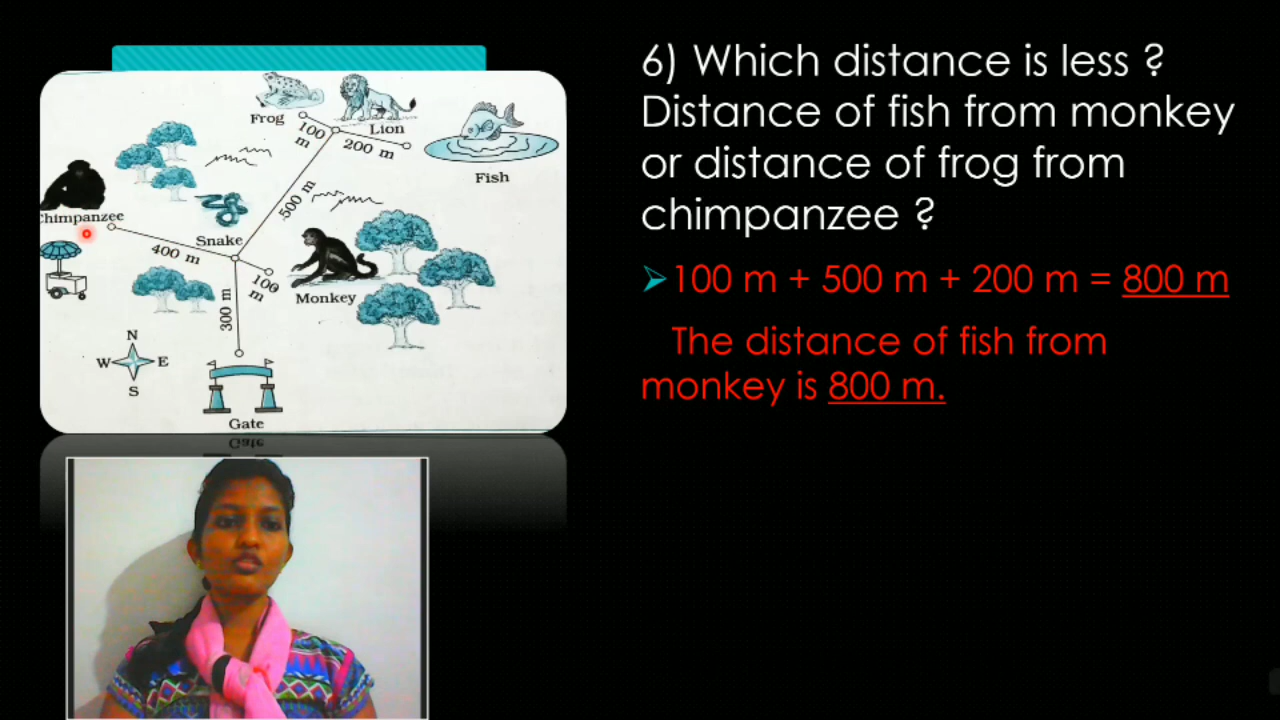 Frog
Lion
100
m
200 m
Fish
500 m
himpanzee
Snake
400 m
100
m
Monkey
300 m
N
W
E
S
Gate
6) Which distance is less ?
Distance of fish from monkey
or distance of frog from
chimpanzee ?
➢100 m + 500 m + 200 m = 800 m
The distance of fish from
monkey is 800 m.